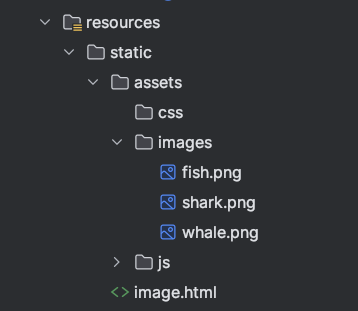 resources
static
assets
css
images
fish.png
shark.png
whale.png
js
image.html